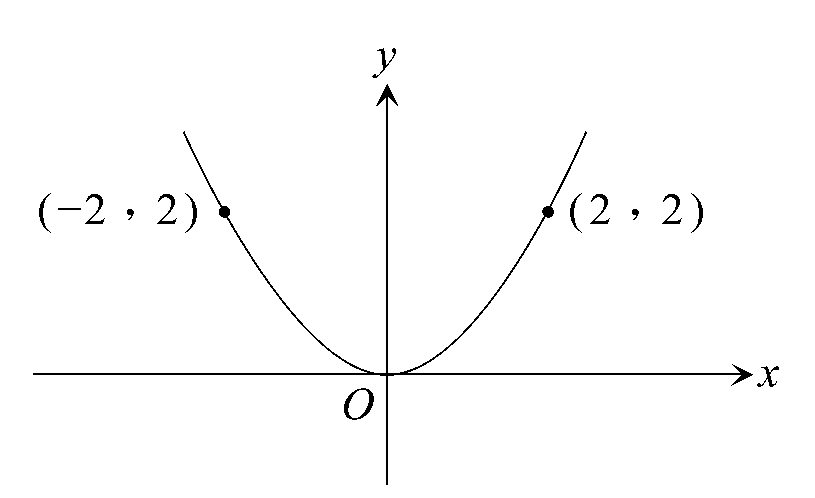 y
(−2 , 2)
(2 , 2)
x
O